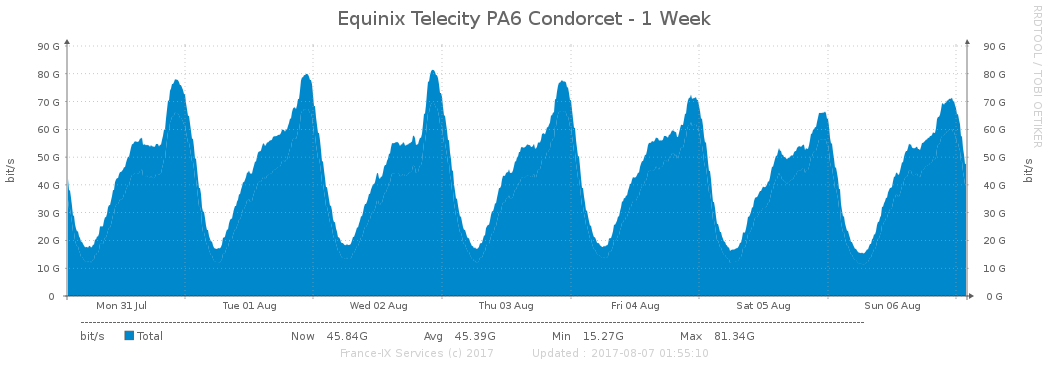 Equinix Telecity PA6 Condorcet - 1 Week
RRDTOOL / TOBI OETIKER
90 G 90 G
80 G 80 G
70 G 70 G
60 G 60 G
50 G 50 G
40 G 40 G
30 G 30 G
20 G 20 G
10 G 10 G
0 0 G
bit/s bit/s
Mon 31 Jul Tue 01 Aug Wed 02 Aug Thu 03 Aug Fri 04 Aug Sat 05 Aug Sun 06 Aug
bit/s Total Now 45.84G Avg 45.39G Min 15.27G Max 81.34G
France-IX Services (c) 2017 Updated : 2017-08-07 01:55:10